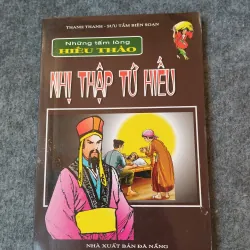 THANG THANH - SƯU TẦM BIÊN SOẠN
Những tấm lòng
HIẾU THẢO
NHỊ THẬP TỨ HIẾU
NHÀ XUẤT BẢN ĐÀ NẴNG